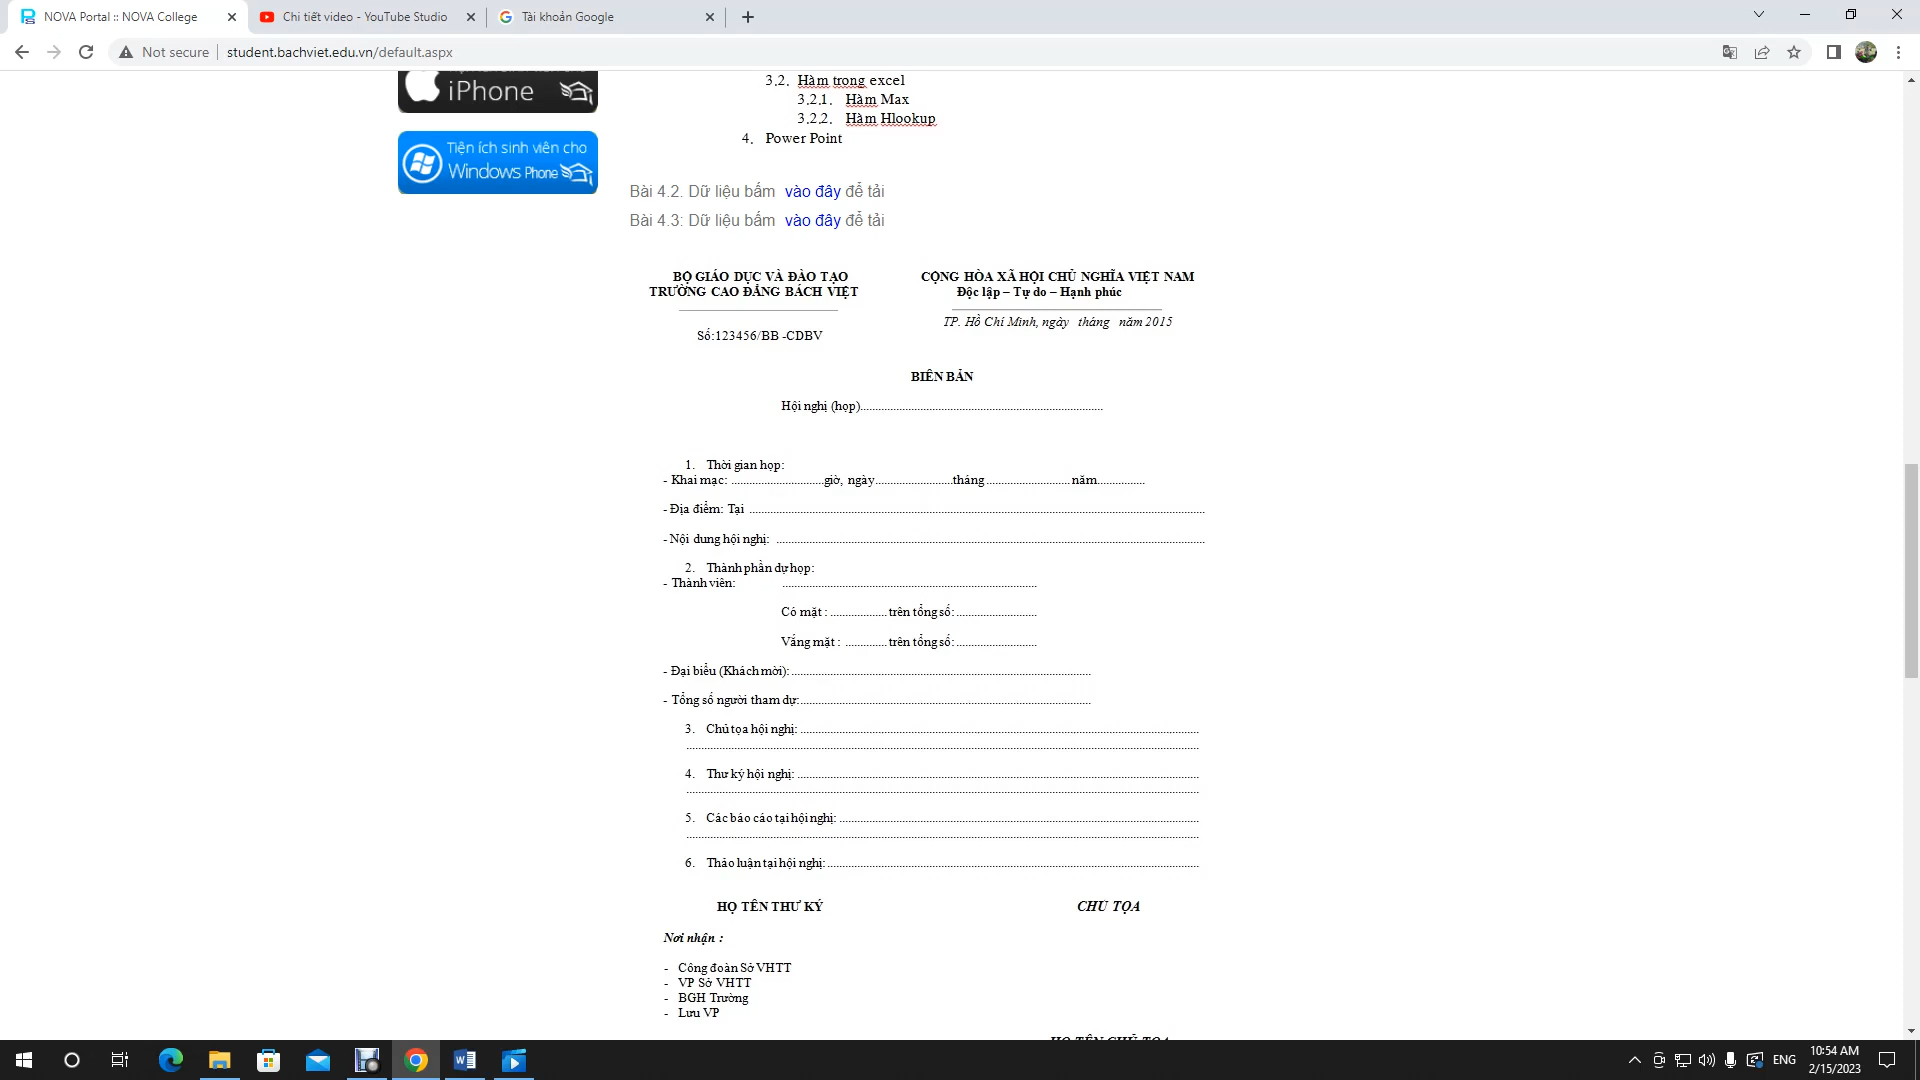 NOVA Portal :: NOVA College
Chi tiết video - YouTube Studio
Tài khoản Google
Not secure
student.bachviet.edu.vn/default.aspx
iPhone
Tiện ích sinh viên cho
Windows Phone
3.2. Hàm trong excel
3.2.1. Hàm Max
3.2.2. Hàm Hlookup
4. Power Point
Bài 4.2. Dữ liệu bấm vào đây để tải
Bài 4.3: Dữ liệu bấm vào đây để tải
BỘ GIÁO DỤC VÀ ĐÀO TẠO
TRƯỜNG CAO ĐẲNG BÁCH VIỆT
Số:123456/BB -CDBV
CỘNG HÒA XÃ HỘI CHỦ NGHĨA VIỆT NAM
Độc lập – Tự do – Hạnh phúc
TP. Hồ Chí Minh, ngày tháng năm 2015
BIÊN BẢN
Hội nghị (họp)..........
1. Thời gian họp:
- Khai mạc: ..........giờ, ngày..........tháng..........năm..........
- Địa điểm: Tại ..........
- Nội dung hội nghị: ..........
2. Thành phần dự họp:
- Thành viên: ..........
Có mặt : ..........trên tổng số: ..........
Vắng mặt : ..........trên tổng số: ..........
- Đại biểu (Khách mời): ..........
- Tổng số người tham dự: ..........
3. Chủ tọa hội nghị: ..........
4. Thư ký hội nghị: ..........
5. Các báo cáo tại hội nghị: ..........
6. Thảo luận tại hội nghị: ..........
HỌ TÊN THƯ KÝ
CHỦ TỌA
Nơi nhận :
- Công đoàn Sở VHTT
- VP Sở VHTT
- BGH Trường
- Lưu VP
HỌ TÊN CHỦ TỌA
ENG
10:54 AM
2/15/2023